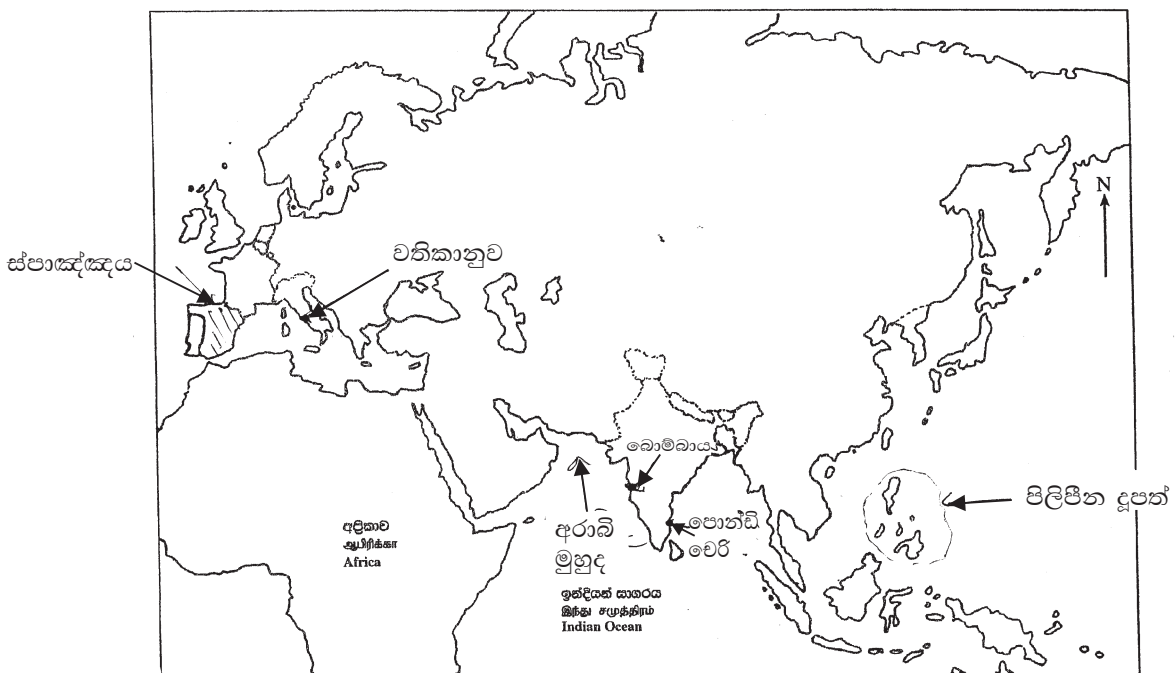 N
ස්පාඤ්ඤය
වතිකානුව
බොම්බාය
පිලිපීන දූපත්
අරාබි
මුහුද
පොන්ඩි
චෙරි
අප්‍රිකාව
ஆபிரிக்கா
Africa
ඉන්දියන් සාගරය
இந்து சமுத்திரம்
Indian Ocean